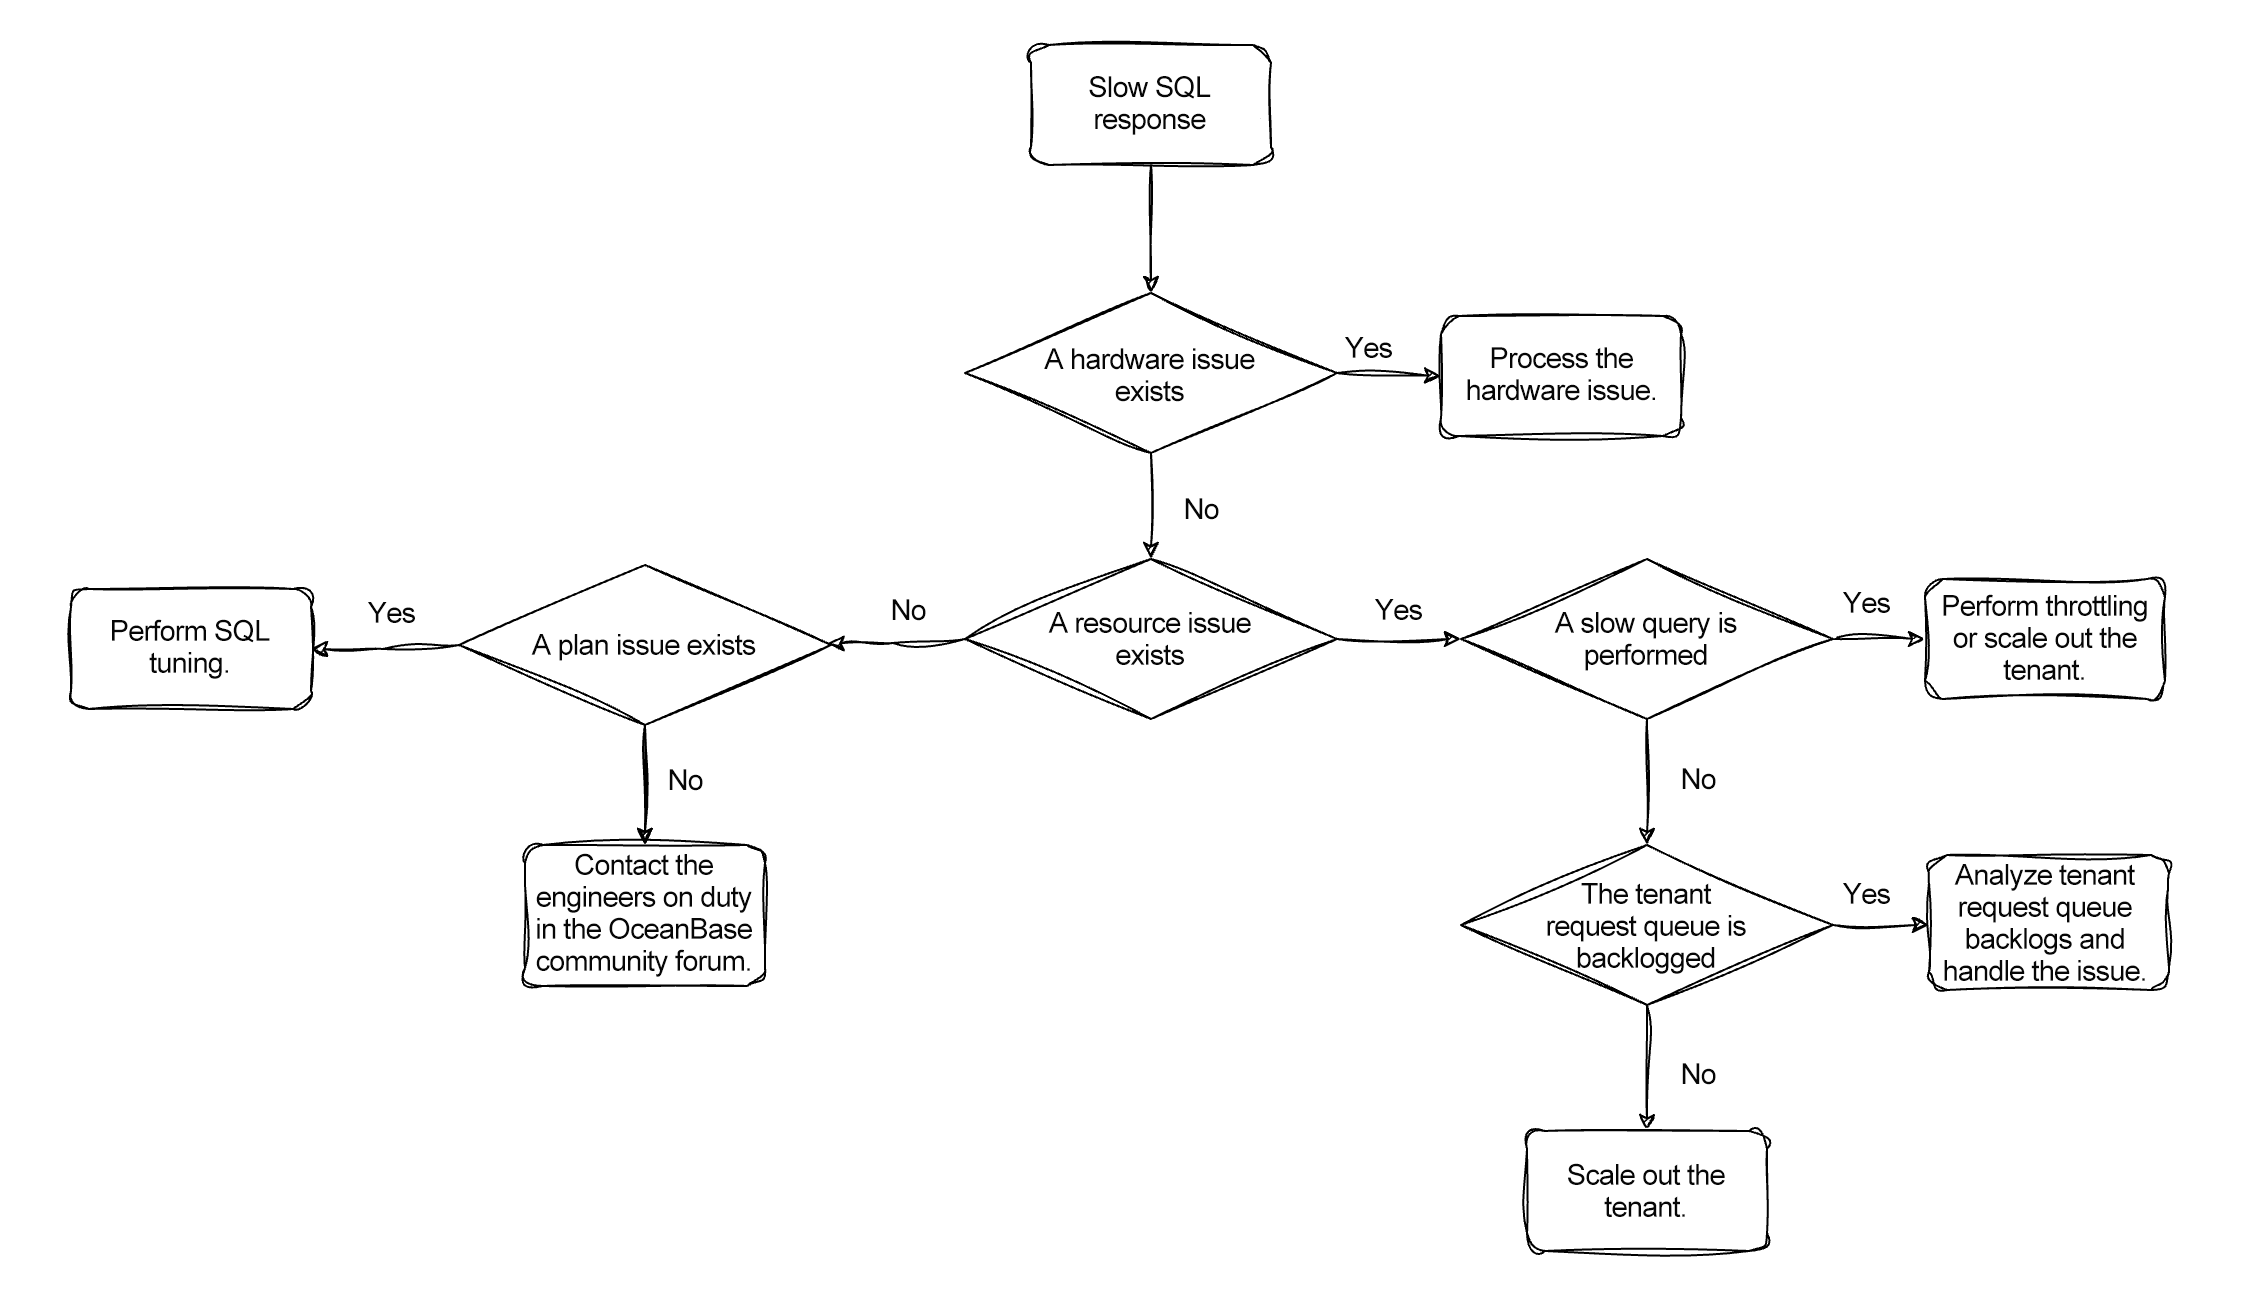 Slow SQL
response
A hardware issue
exists
Yes
Process the
hardware issue.
No
Perform SQL
tuning.
Yes
A plan issue exists
No
A resource issue
exists
Yes
A slow query is
performed
Yes
Perform throttling
or scale out the
tenant.
No
No
Contact the
engineers on duty
in the OceanBase
community forum.
The tenant
request queue is
backlogged
Yes
Analyze tenant
request queue
backlogs and
handle the issue.
No
Scale out the
tenant.